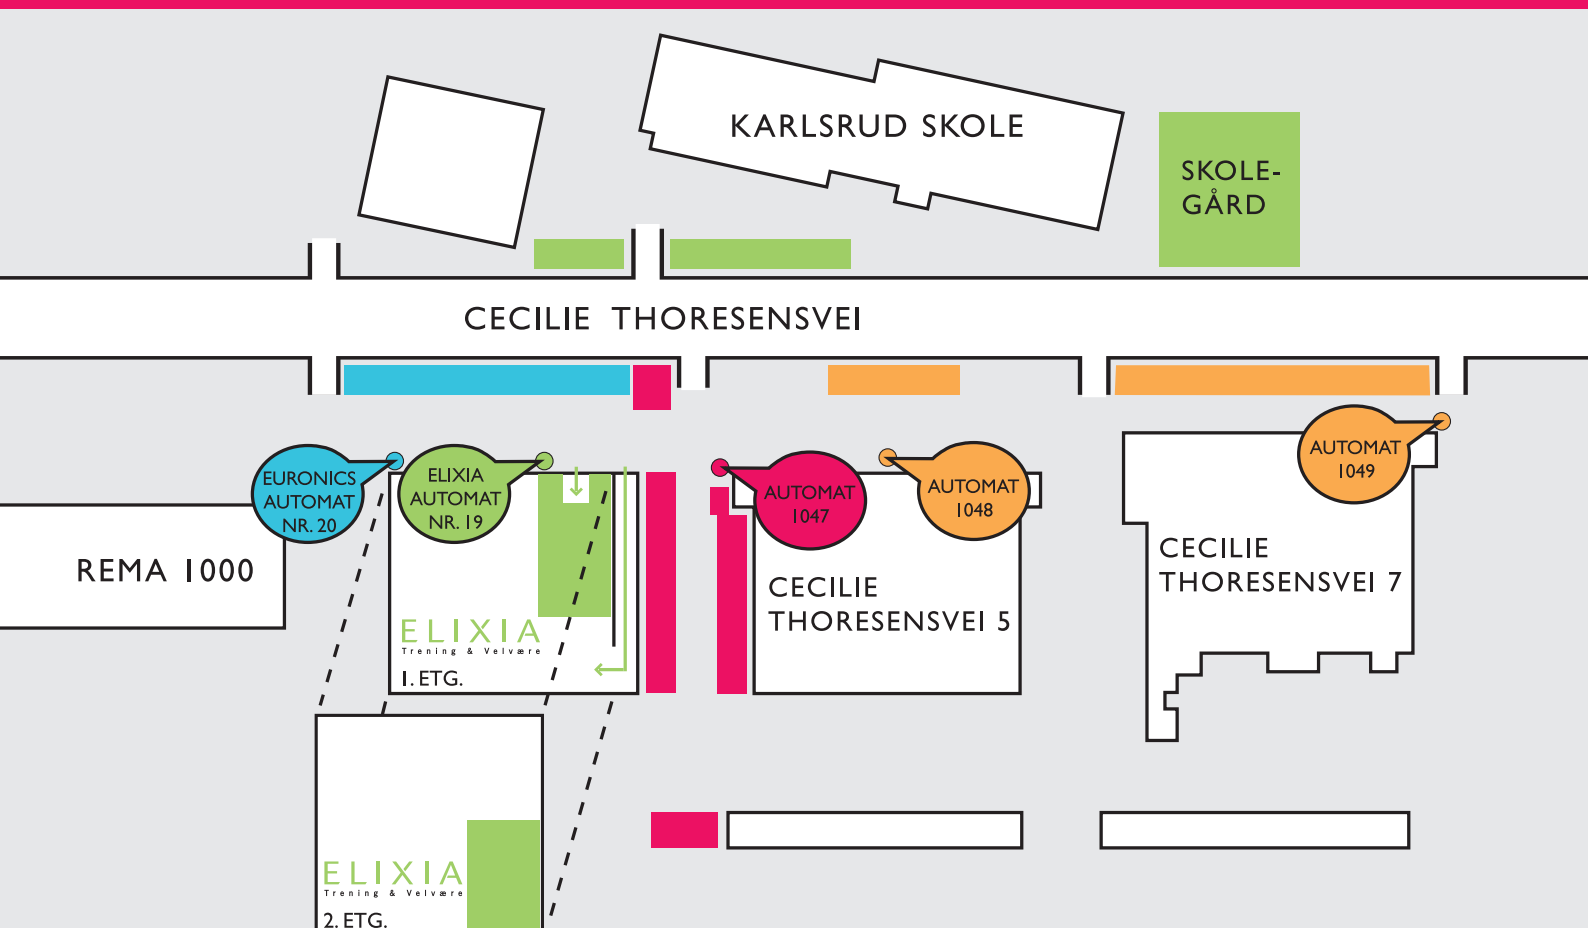 KARLSRUD SKOLE
SKOLE-
GÅRD
CECILIE THORESENSVEI
EURONICS
AUTOMAT
NR. 20
ELIXIA
AUTOMAT
NR. 19
AUTOMAT
1047
AUTOMAT
1048
AUTOMAT
1049
REMA 1000
ELIXIA
Trening & Velvære
1. ETG.
CECILIE
THORESENSVEI 5
CECILIE
THORESENSVEI 7
ELIXIA
Trening & Velvære
2. ETG.